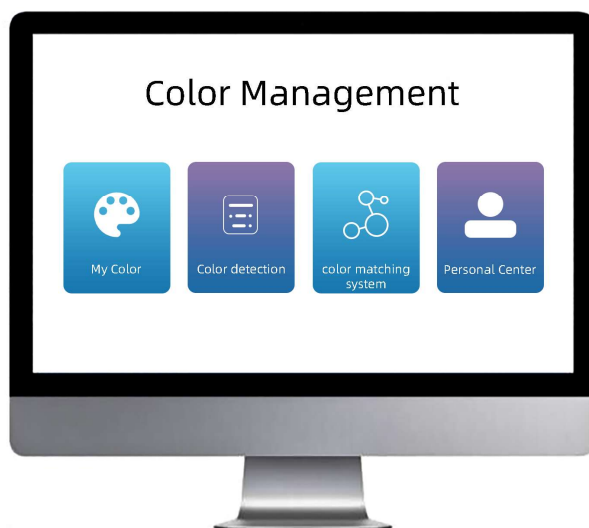 Color Management
My Color
Color detection
color matching
system
Personal Center